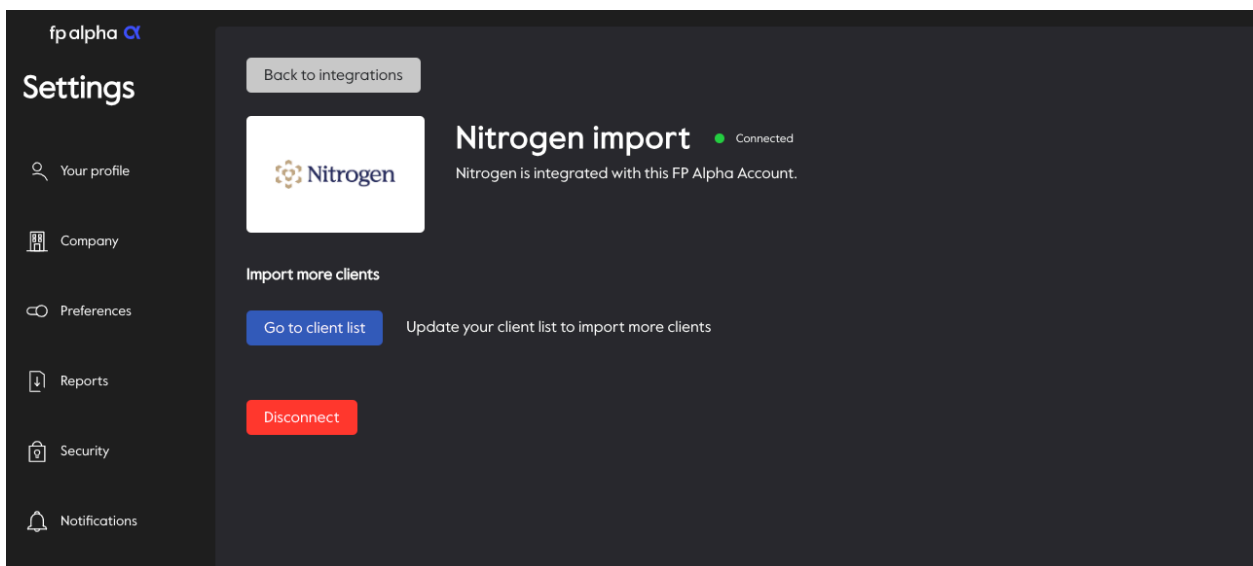 fp alpha
Settings
Your profile
Company
Preferences
Reports
Security
Notifications
Back to integrations
Nitrogen
Nitrogen import
Connected
Nitrogen is integrated with this FP Alpha Account.
Import more clients
Go to client list
Update your client list to import more clients
Disconnect